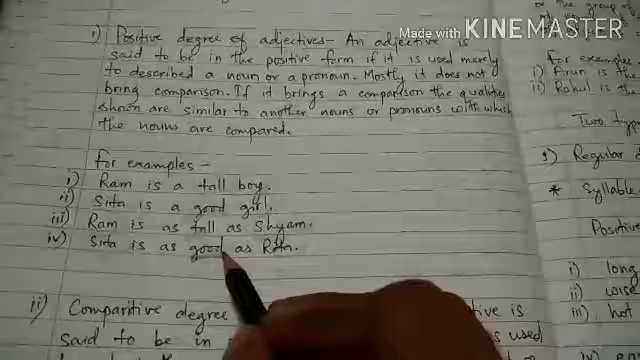 Made with KINEMASTER
i) Positive degree of adjectives - An adjective is
said to be in the positive form if it is used merely
to described a noun or a pronoun. Mostly it does not
bring comparison. If it brings a comparison the qualities
shown are similar to another nouns or pronouns with which
the nouns are compared.
for examples -
i) Ram is a tall boy.
ii) Sita is a good girl.
iii) Ram is as tall as Shyam.
iv) Sita is as good as Rita.
ii) Comparitive degree
said to be in
or the group of
for examples
i) Arun is the
ii) Rahul is the
Two typ
1) Regular d
* Syllable
Positive
i) long
ii) wise
iii) hot